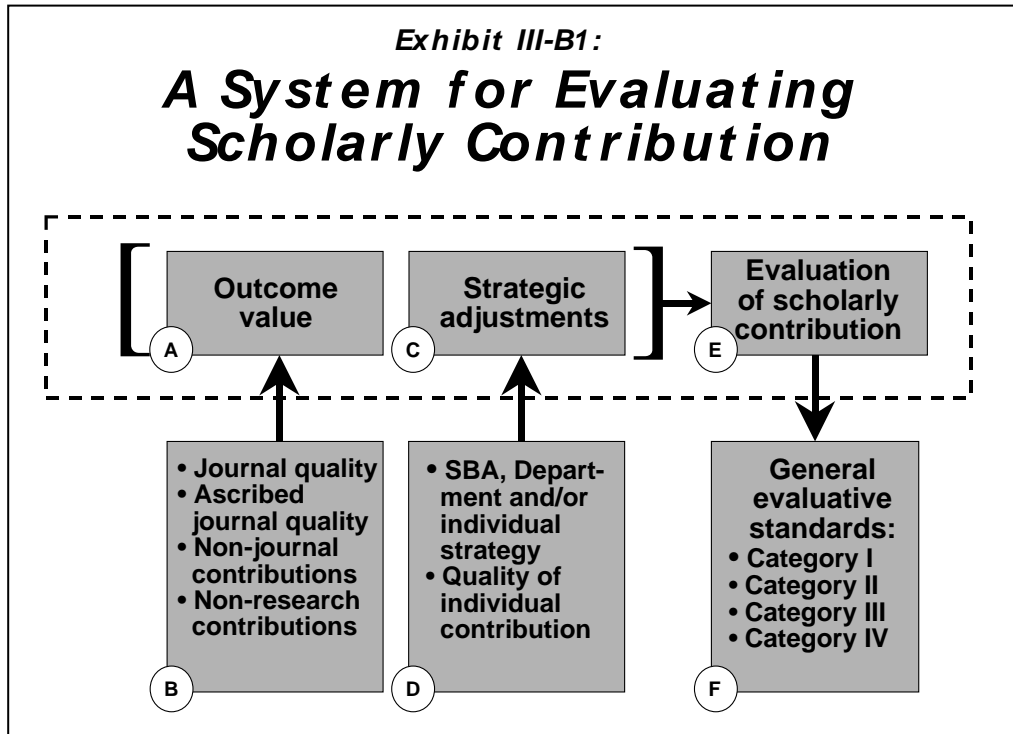 Exhibit III-B1:
A System for Evaluating
Scholarly Contribution
Outcome
value
A
Strategic
adjustments
C
Evaluation
of scholarly
contribution
E
• Journal quality
• Ascribed
journal quality
• Non-journal
contributions
• Non-research
contributions
B
• SBA, Depart-
ment and/or
individual
strategy
• Quality of
individual
contribution
D
General
evaluative
standards:
• Category I
• Category II
• Category III
• Category IV
F